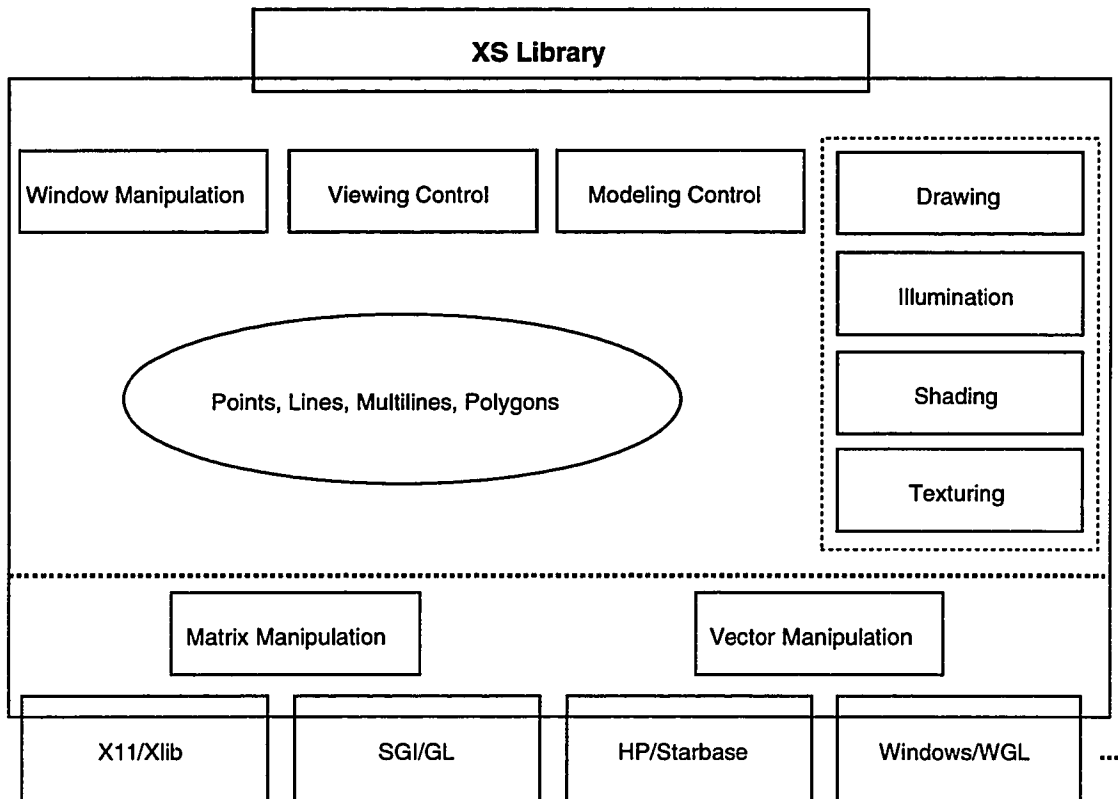 XS Library
Window Manipulation
Viewing Control
Modeling Control
Drawing
Illumination
Shading
Texturing
Points, Lines, Multilines, Polygons
Matrix Manipulation
Vector Manipulation
X11/Xlib
SGI/GL
HP/Starbase
Windows/WGL
...